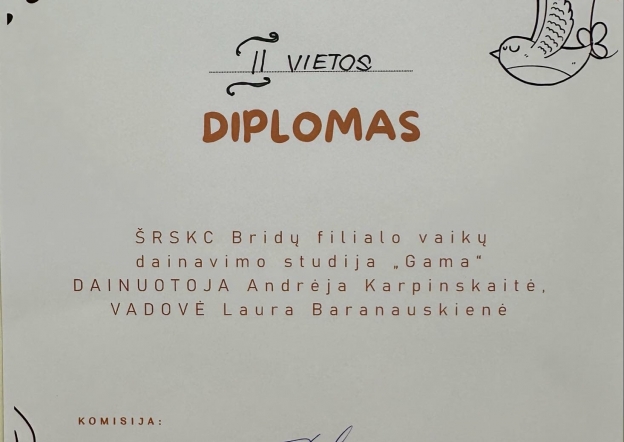 II VIETOS
DIPLOMAS
ŠRSKC Bridų filialo vaikų
dainavimo studija „Gama“
DAINUOTOJA Andrėja Karpinskaitė,
VADOVĖ Laura Baranauskienė
KOMISIJA: